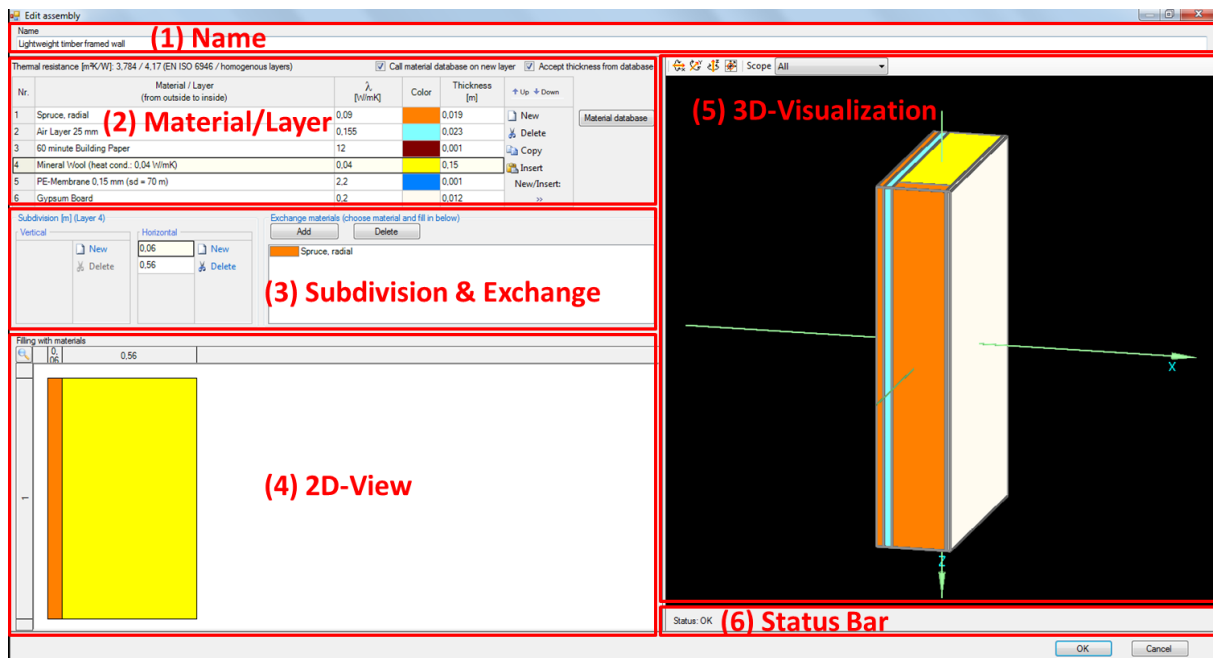 Edit assembly
Name
Lightweight timber framed wall
(1) Name
Thermal resistance [m²K/W]: 3,784 / 4,17 (EN ISO 6946 / homogenous layers)
Call material database on new layer
Accept thickness from database
Nr.
Material / Layer
(from outside to inside)
λ
[W/mK]
Color
Thickness
[m]
Up Down
1 Spruce, radial 0,09 0,019 New
Material database
2 Air Layer 25 mm 0,155 0,023 Delete
(2) Material/Layer
3 60 minute Building Paper 12 0,001 Copy
4 Mineral Wool (heat cond.: 0,04 W/mK) 0,04 0,15 Insert
5 PE-Membrane 0,15 mm (sd = 70 m) 2,2 0,001 New/Insert:
6 Gypsum Board 0,2 0,012 »
Subdivision [m] (Layer 4)
Vertical
New
Delete
Horizontal
0,06 New
0,56 Delete
Exchange materials (choose material and fill in below)
Add Delete
Spruce, radial
(3) Subdivision & Exchange
Filling with materials
0,
06
0,56
1
(4) 2D-View
Scope All
(5) 3D-Visualization
X
Z
Status: OK
(6) Status Bar
OK Cancel